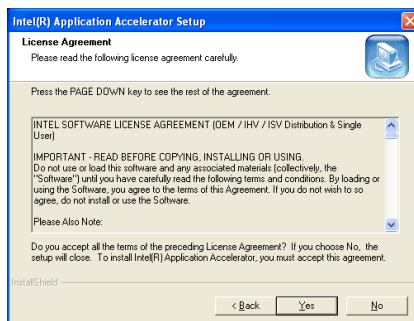 Intel(R) Application Accelerator Setup
License Agreement
Please read the following license agreement carefully.
Press the PAGE DOWN key to see the rest of the agreement.
INTEL SOFTWARE LICENSE AGREEMENT (OEM / IHV / ISV Distribution & Single
User)
IMPORTANT - READ BEFORE COPYING, INSTALLING OR USING.
Do not use or load this software and any associated materials (collectively, the
"Software") until you have carefully read the following terms and conditions. By loading or
using the Software, you agree to the terms of this Agreement. If you do not wish to so
agree, do not install or use the Software.
Please Also Note:
Do you accept all the terms of the preceding License Agreement? If you choose No, the
setup will close. To install Intel(R) Application Accelerator, you must accept this agreement.
InstallShield
< Back Yes No